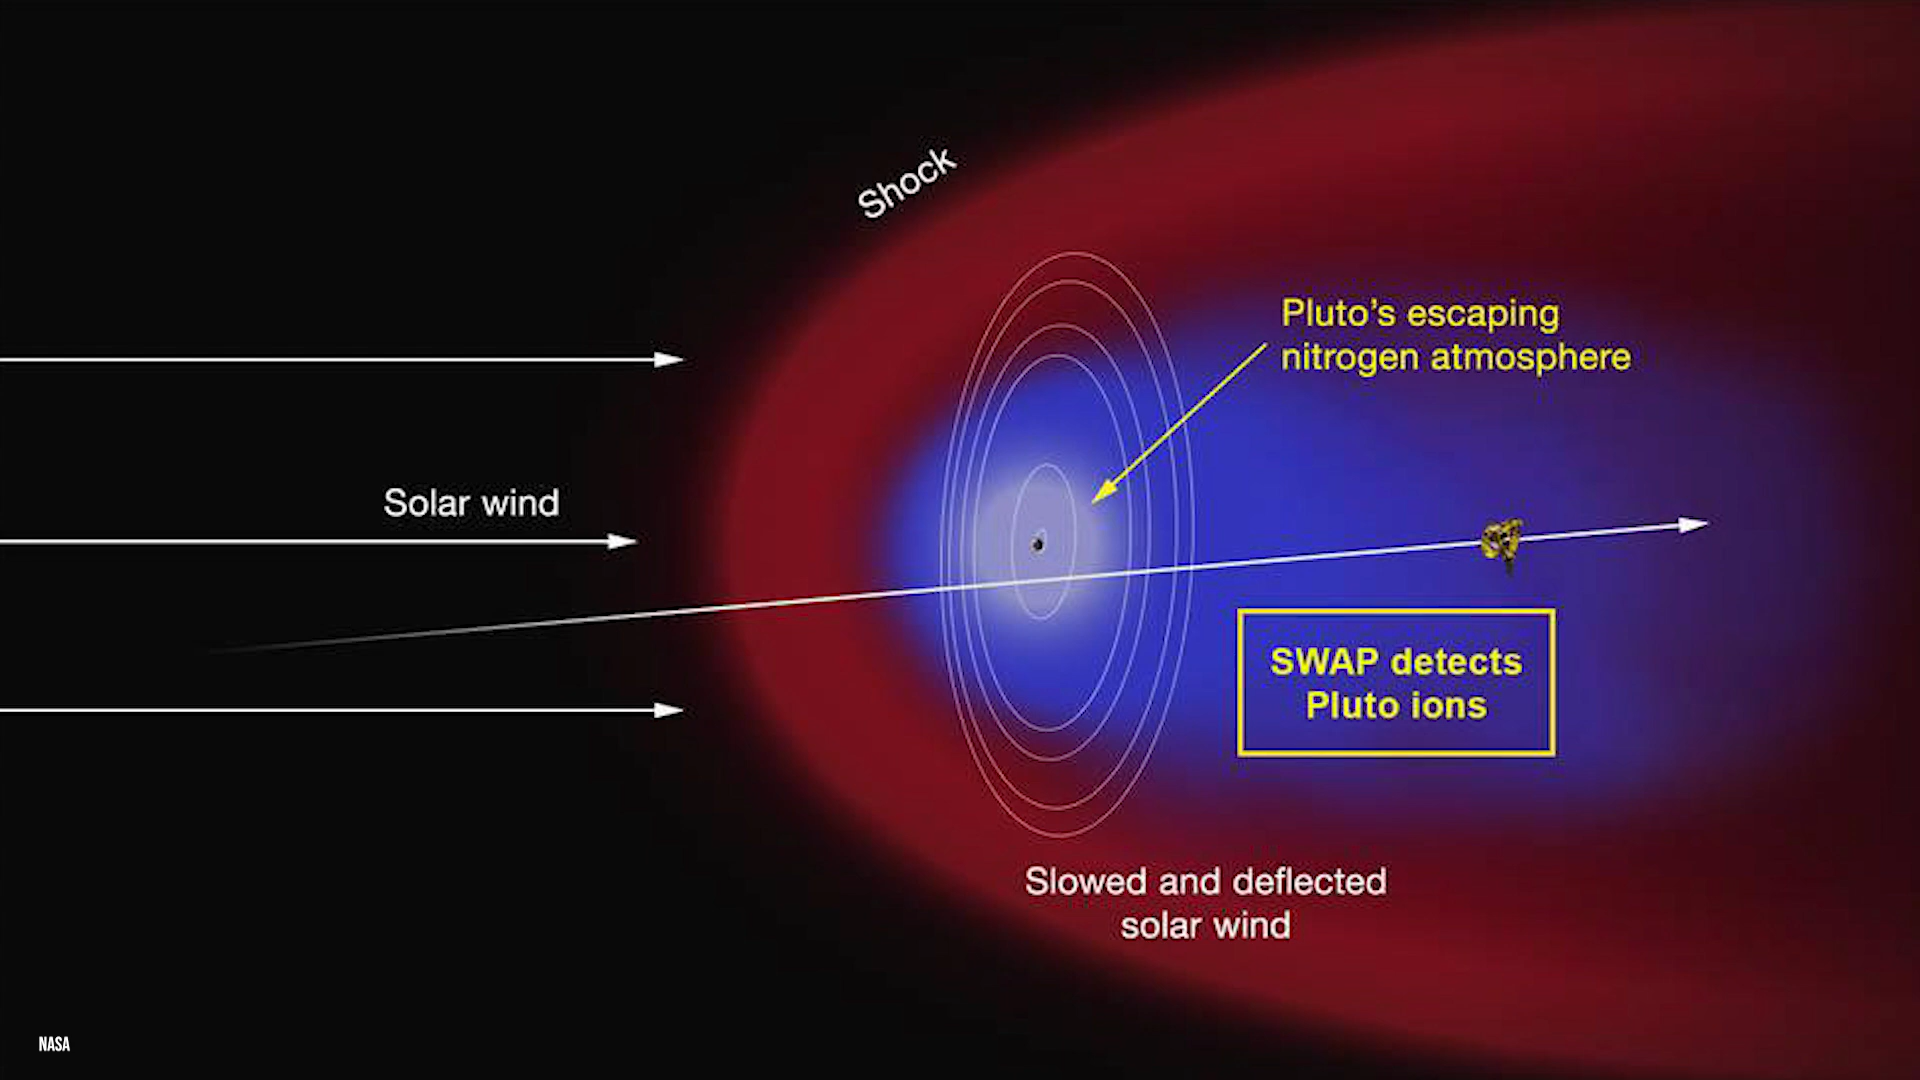 Shock
Pluto's escaping
nitrogen atmosphere
Solar wind
SWAP detects
Pluto ions
Slowed and deflected
solar wind
NASA